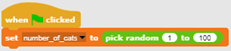 when clicked
set number_of_cats to pick random 1 to 100